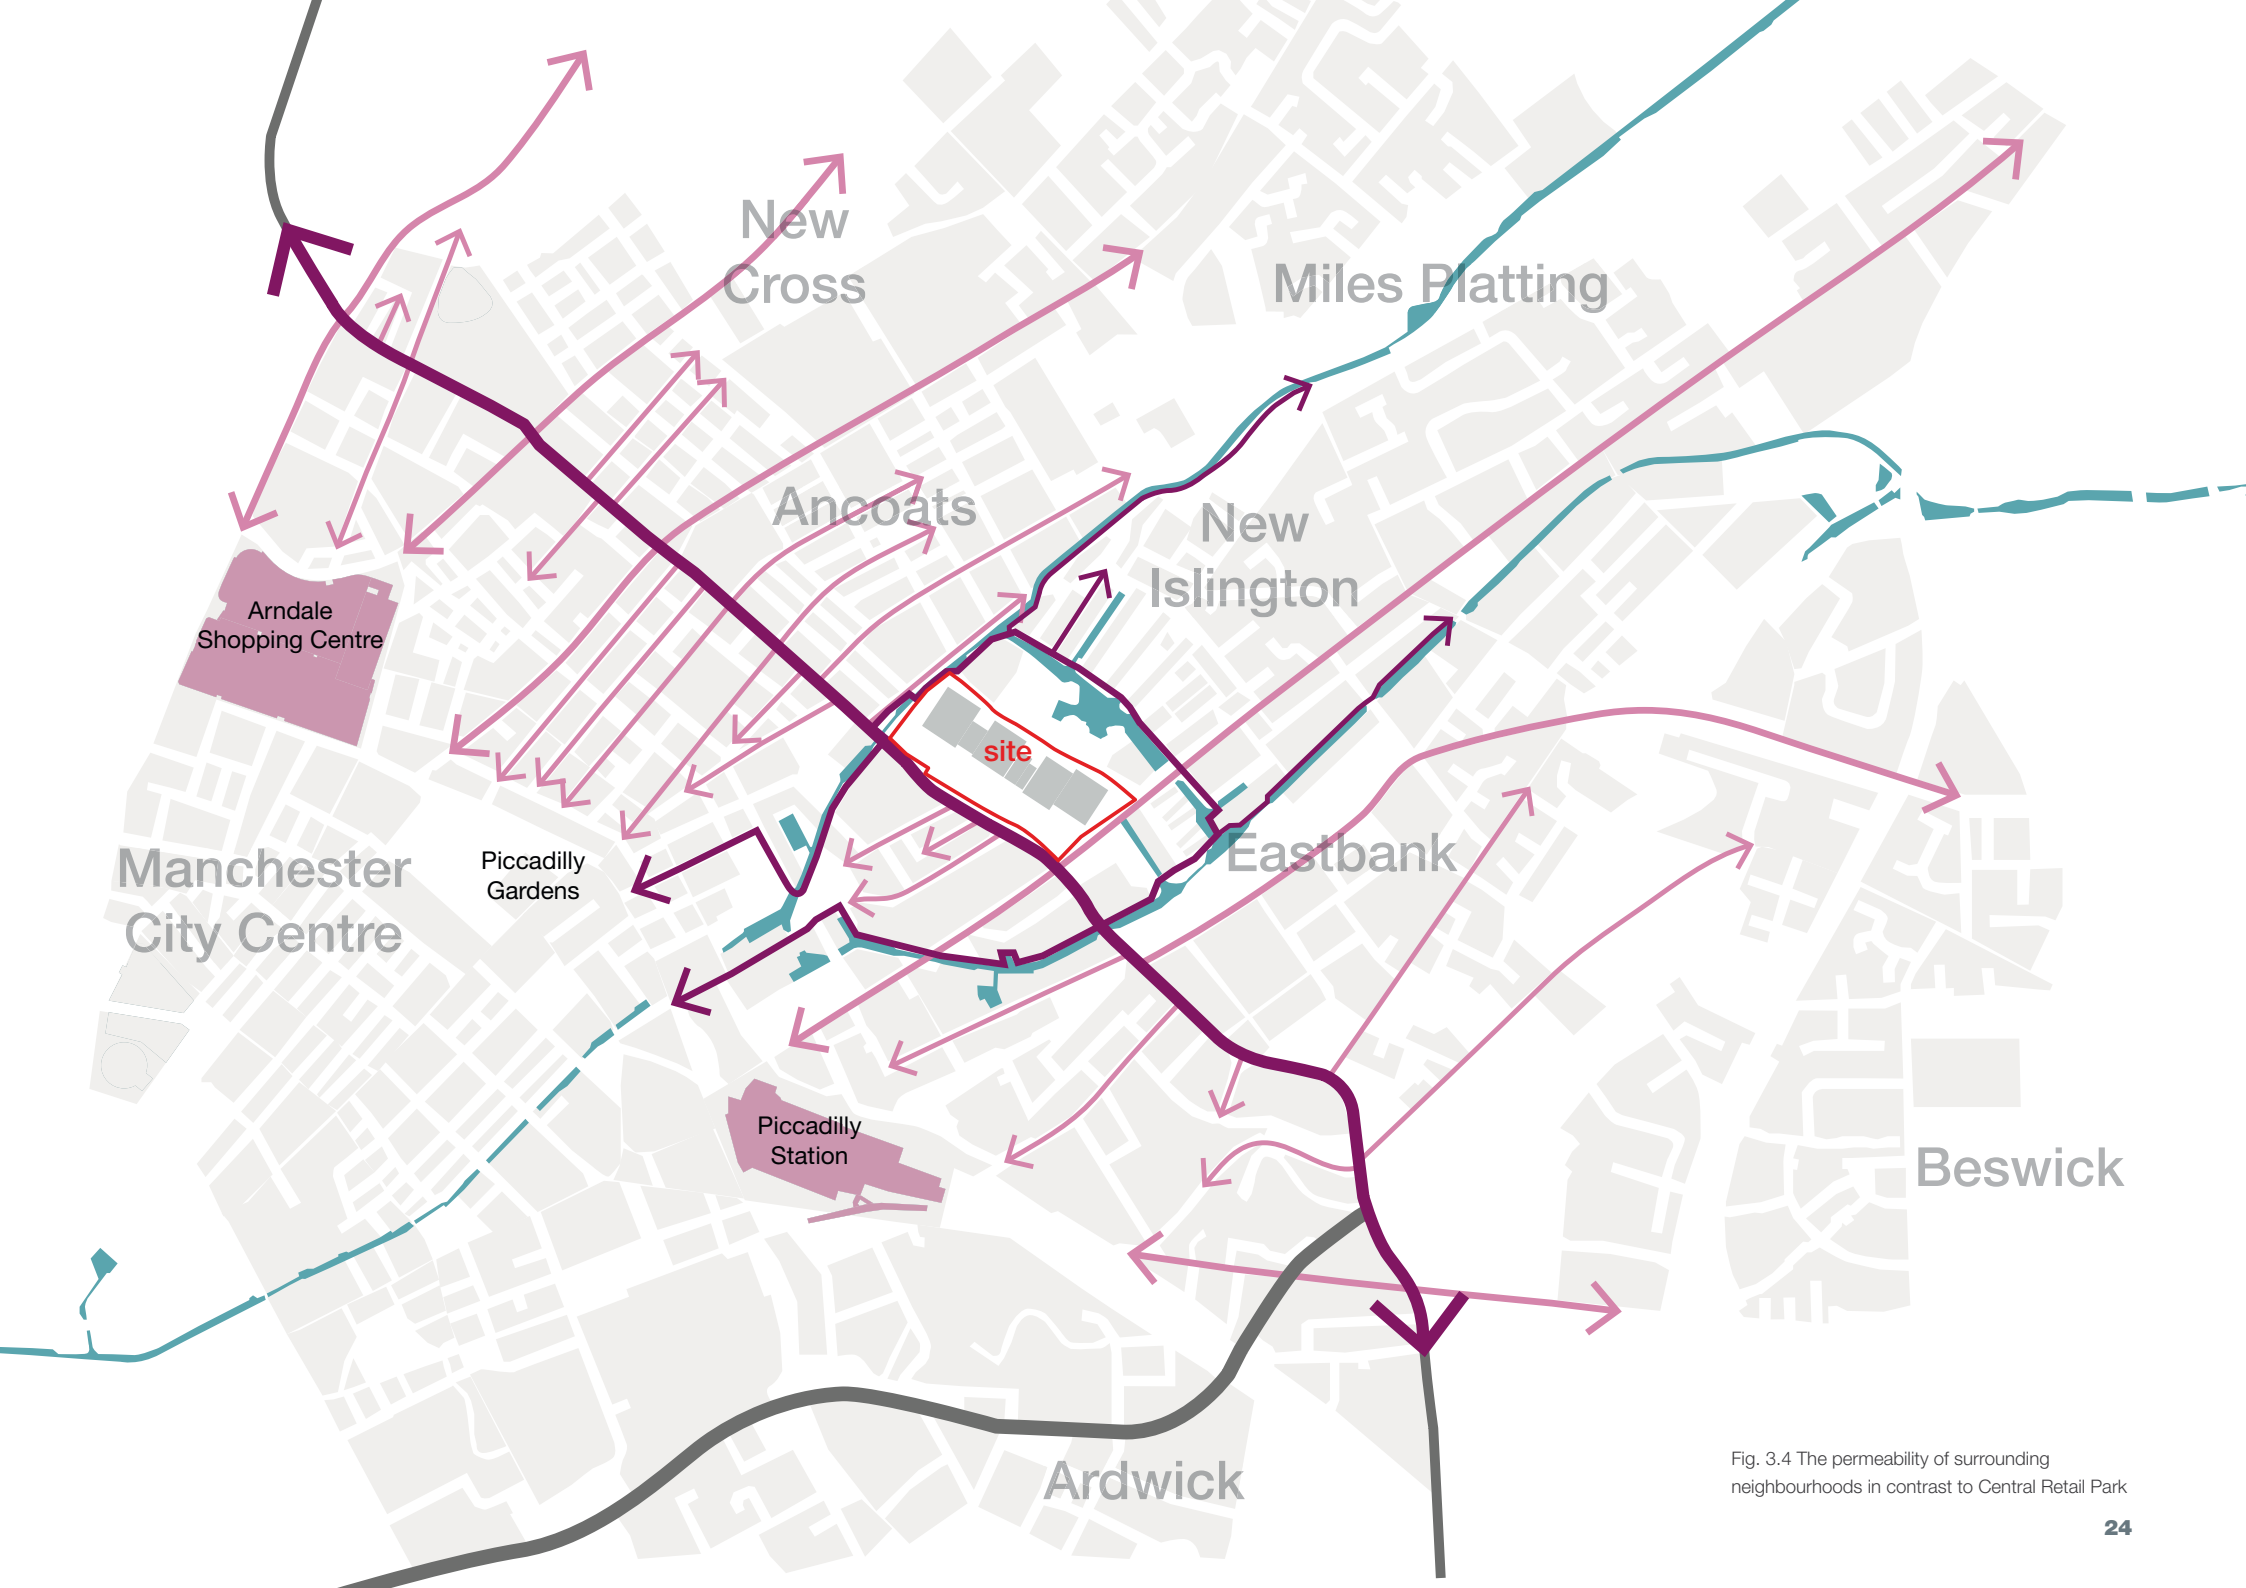 New
Cross
Miles Platting
Ancoats
New
Islington
Arndale
Shopping Centre
site
Manchester
City Centre
Piccadilly
Gardens
Eastbank
Piccadilly
Station
Beswick
Ardwick
Fig. 3.4 The permeability of surrounding
neighbourhoods in contrast to Central Retail Park
24